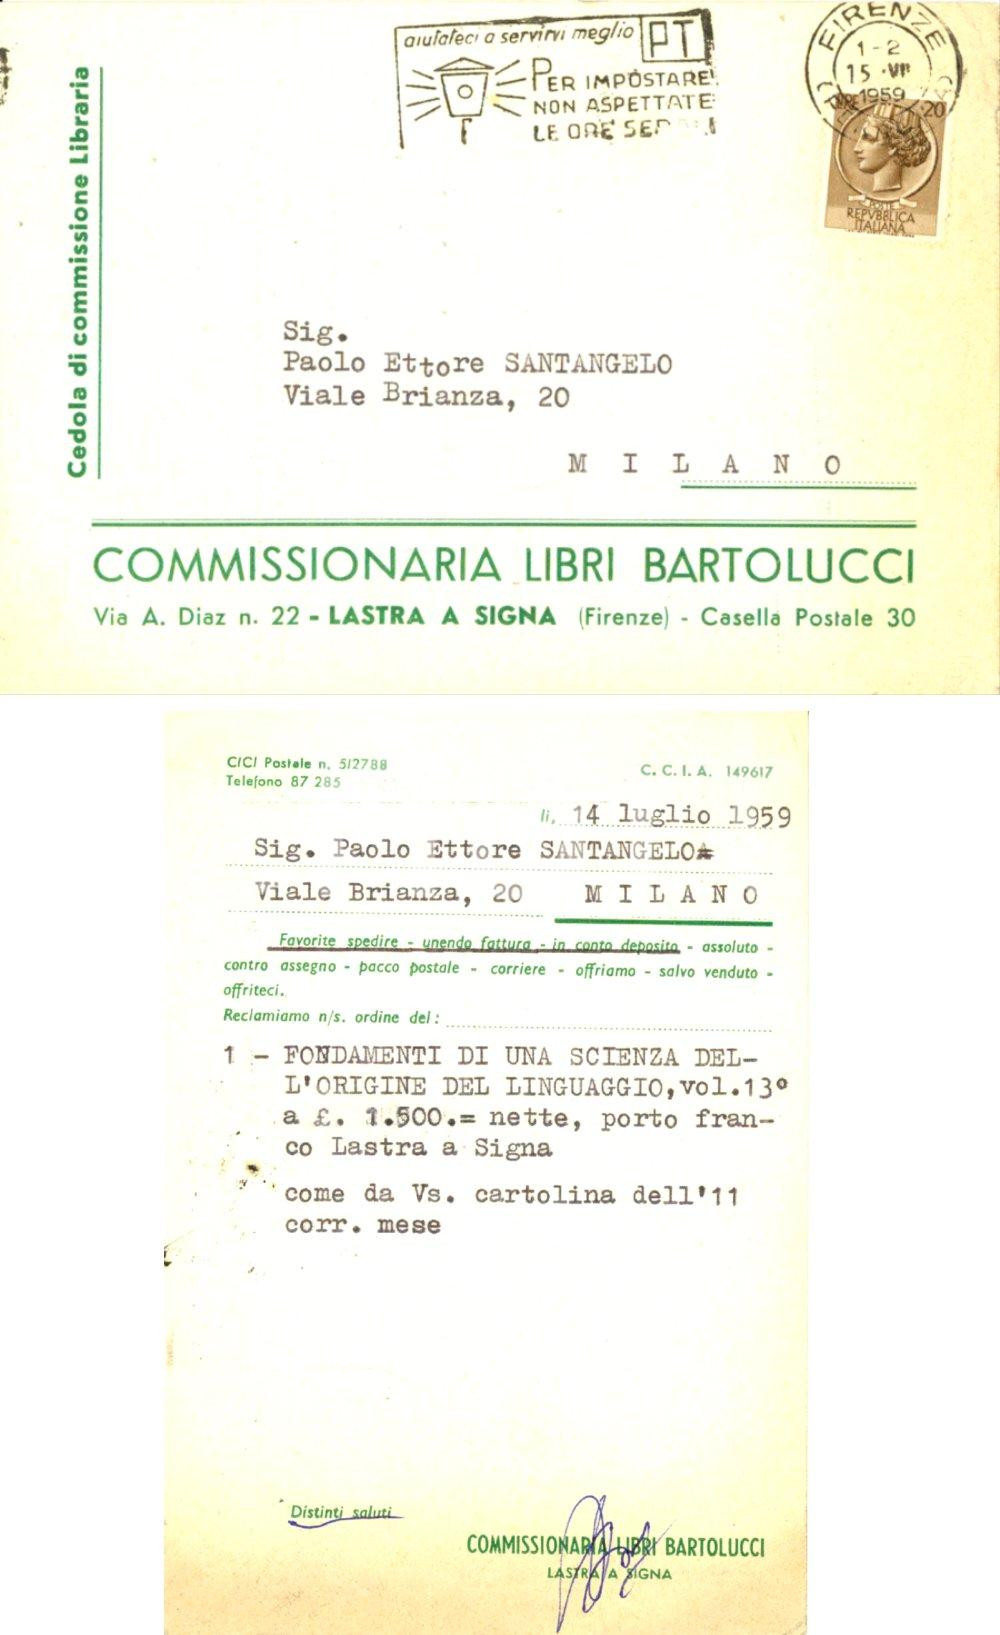 aiutateci a servirvi meglio PT
PER IMPOSTARE
NON ASPETTATE
LE ORE
FIRENZE
1-2
15 · VII
1959
LIRE 20
POSTE
REPVBBLICA
ITALIANA
Cedola di commissione Libraria
Sig.
Paolo Ettore SANTANGELO
Viale Brianza, 20
M I L A N O
COMMISSIONARIA LIBRI BARTOLUCCI
Via A. Diaz n. 22 - LASTRA A SIGNA (Firenze) - Casella Postale 30
C/C/ Postale n. 5/2788
Telefono 87 285
C. C. I. A. 149617
li, 14 luglio 1959
Sig. Paolo Ettore SANTANGELO
Viale Brianza, 20 M I L A N O
Favorite spedire - unendo fattura - in conto deposito - assoluto -
contro assegno - pacco postale - corriere - offriamo - salvo venduto -
offriteci.
Reclamiamo n/s. ordine del:
1 - FONDAMENTI DI UNA SCIENZA DEL-
L'ORIGINE DEL LINGUAGGIO, vol.13°
a £. 1.500.= nette, porto fran-
co Lastra a Signa
come da Vs. cartolina dell'11
corr. mese
Distinti saluti
COMMISSIONARIA LIBRI BARTOLUCCI
LASTRA A SIGNA